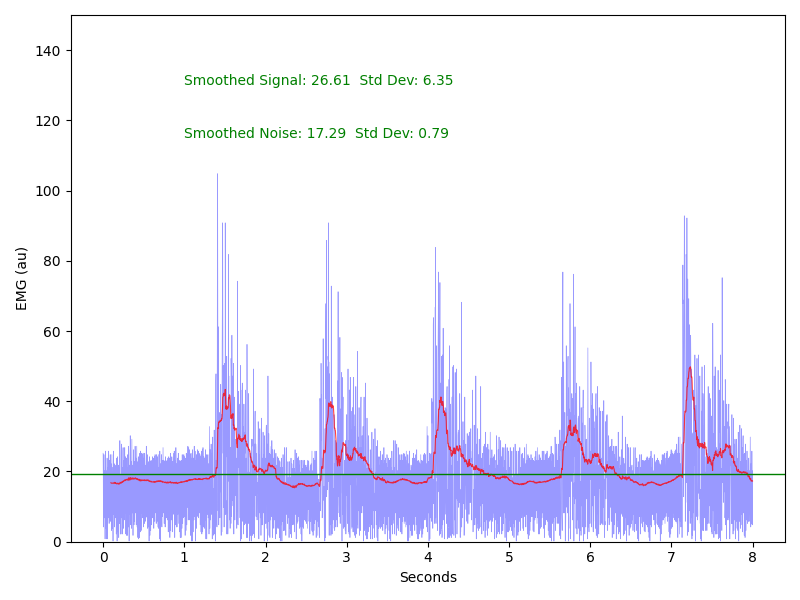 140
120
100
80
60
40
20
0
EMG (au)
Smoothed Signal: 26.61  Std Dev: 6.35
Smoothed Noise: 17.29  Std Dev: 0.79
0 1 2 3 4 5 6 7 8
Seconds